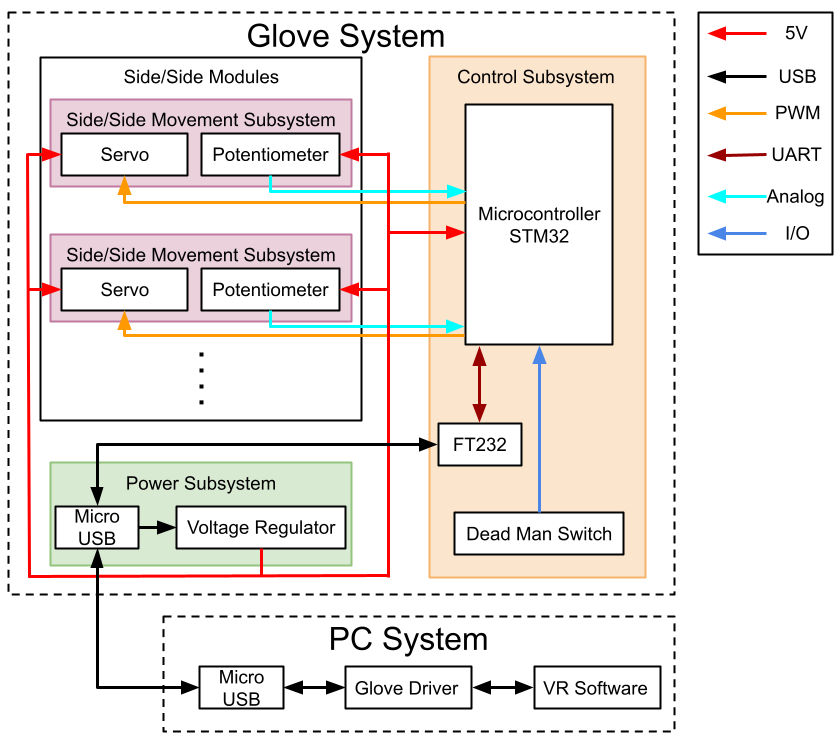 Glove System
Side/Side Modules
Side/Side Movement Subsystem
Servo
Potentiometer
Side/Side Movement Subsystem
Servo
Potentiometer
Control Subsystem
Microcontroller
STM32
FT232
Dead Man Switch
Power Subsystem
Micro
USB
Voltage Regulator
PC System
Micro
USB
Glove Driver
VR Software
5V
USB
PWM
UART
Analog
I/O